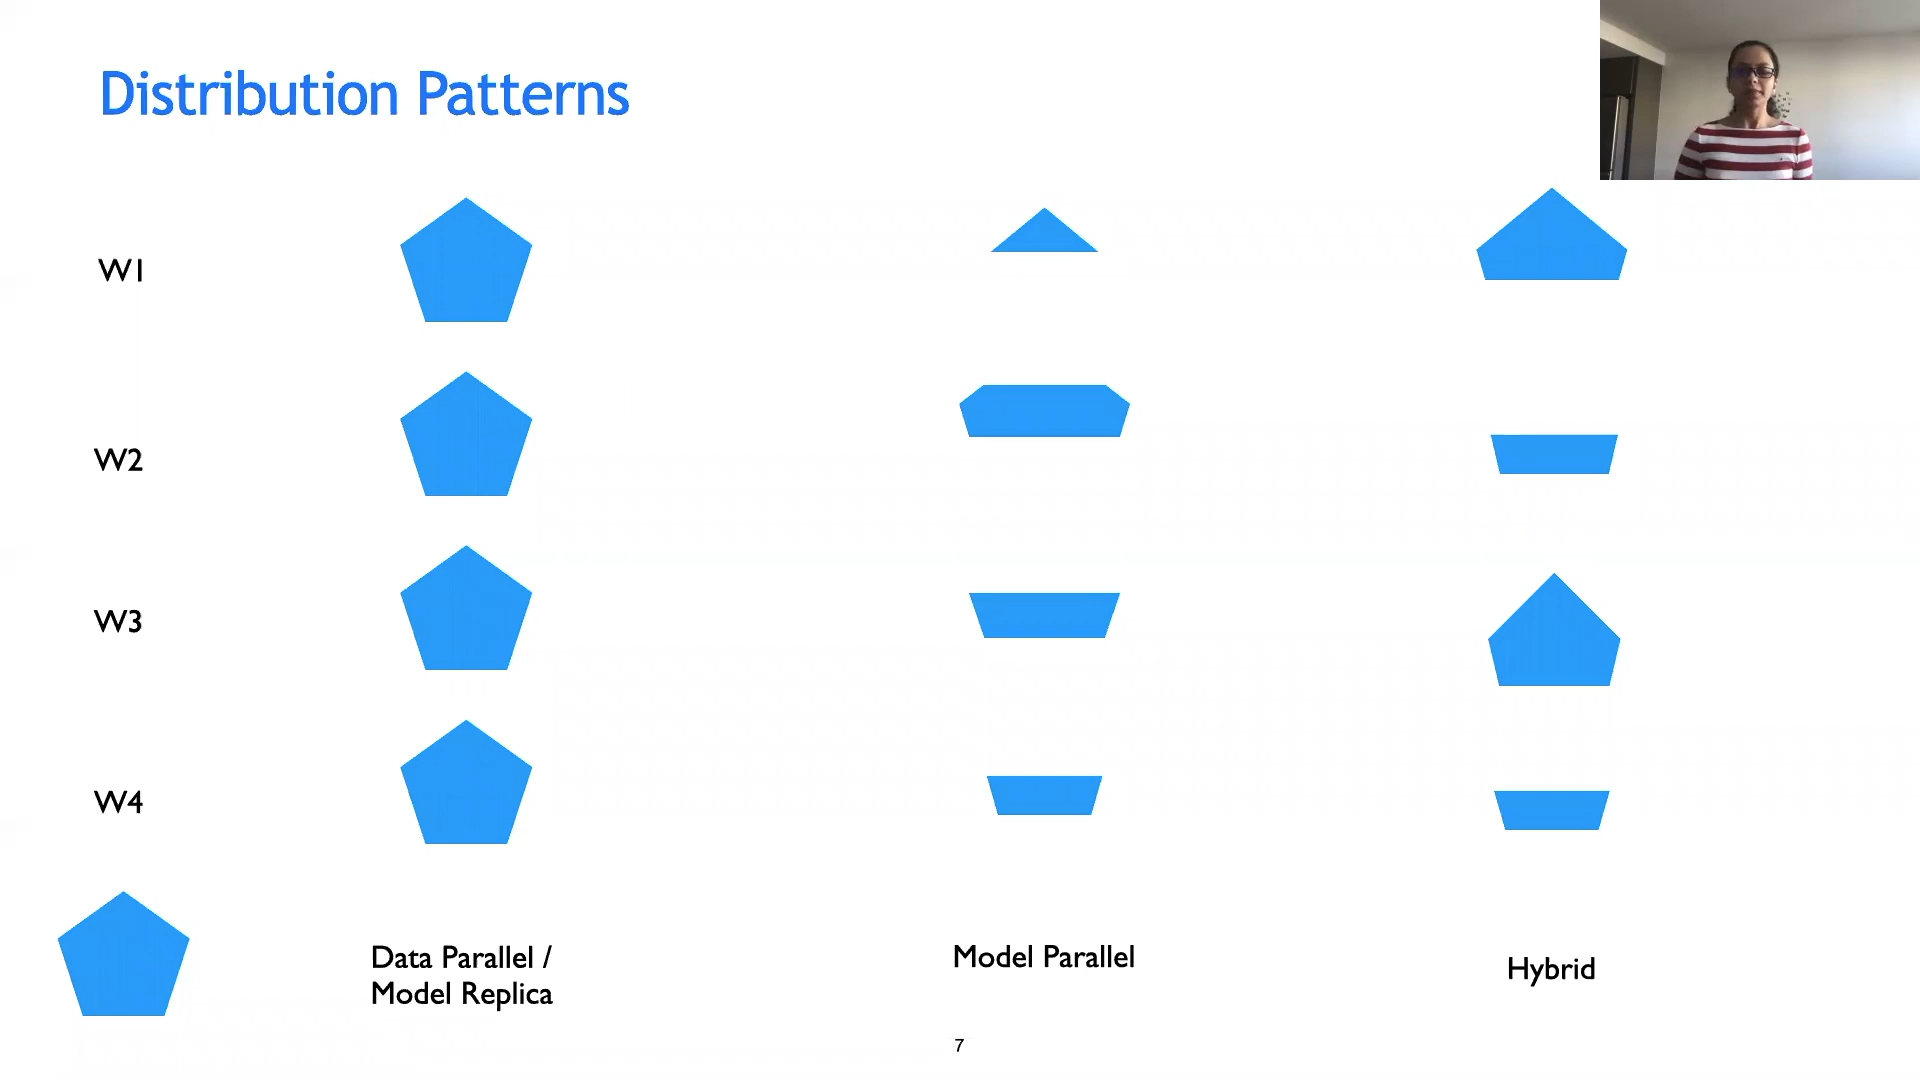 Distribution Patterns
W1
W2
W3
W4
Data Parallel /
Model Replica
Model Parallel
Hybrid
7